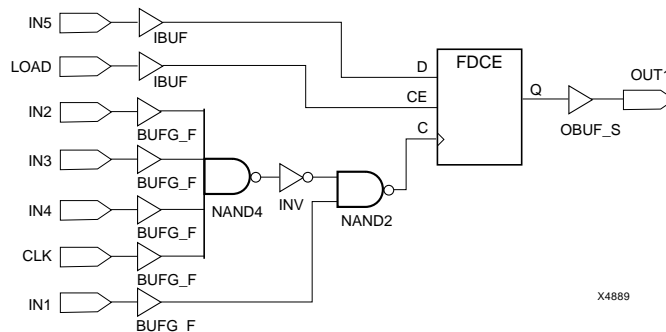 IN5
IBUF
LOAD
IBUF
D
FDCE
CE
Q
OUT1
OBUF_S
IN2
BUFG_F
C
IN3
BUFG_F
NAND4
INV
NAND2
IN4
BUFG_F
CLK
BUFG_F
IN1
BUFG_F
X4889